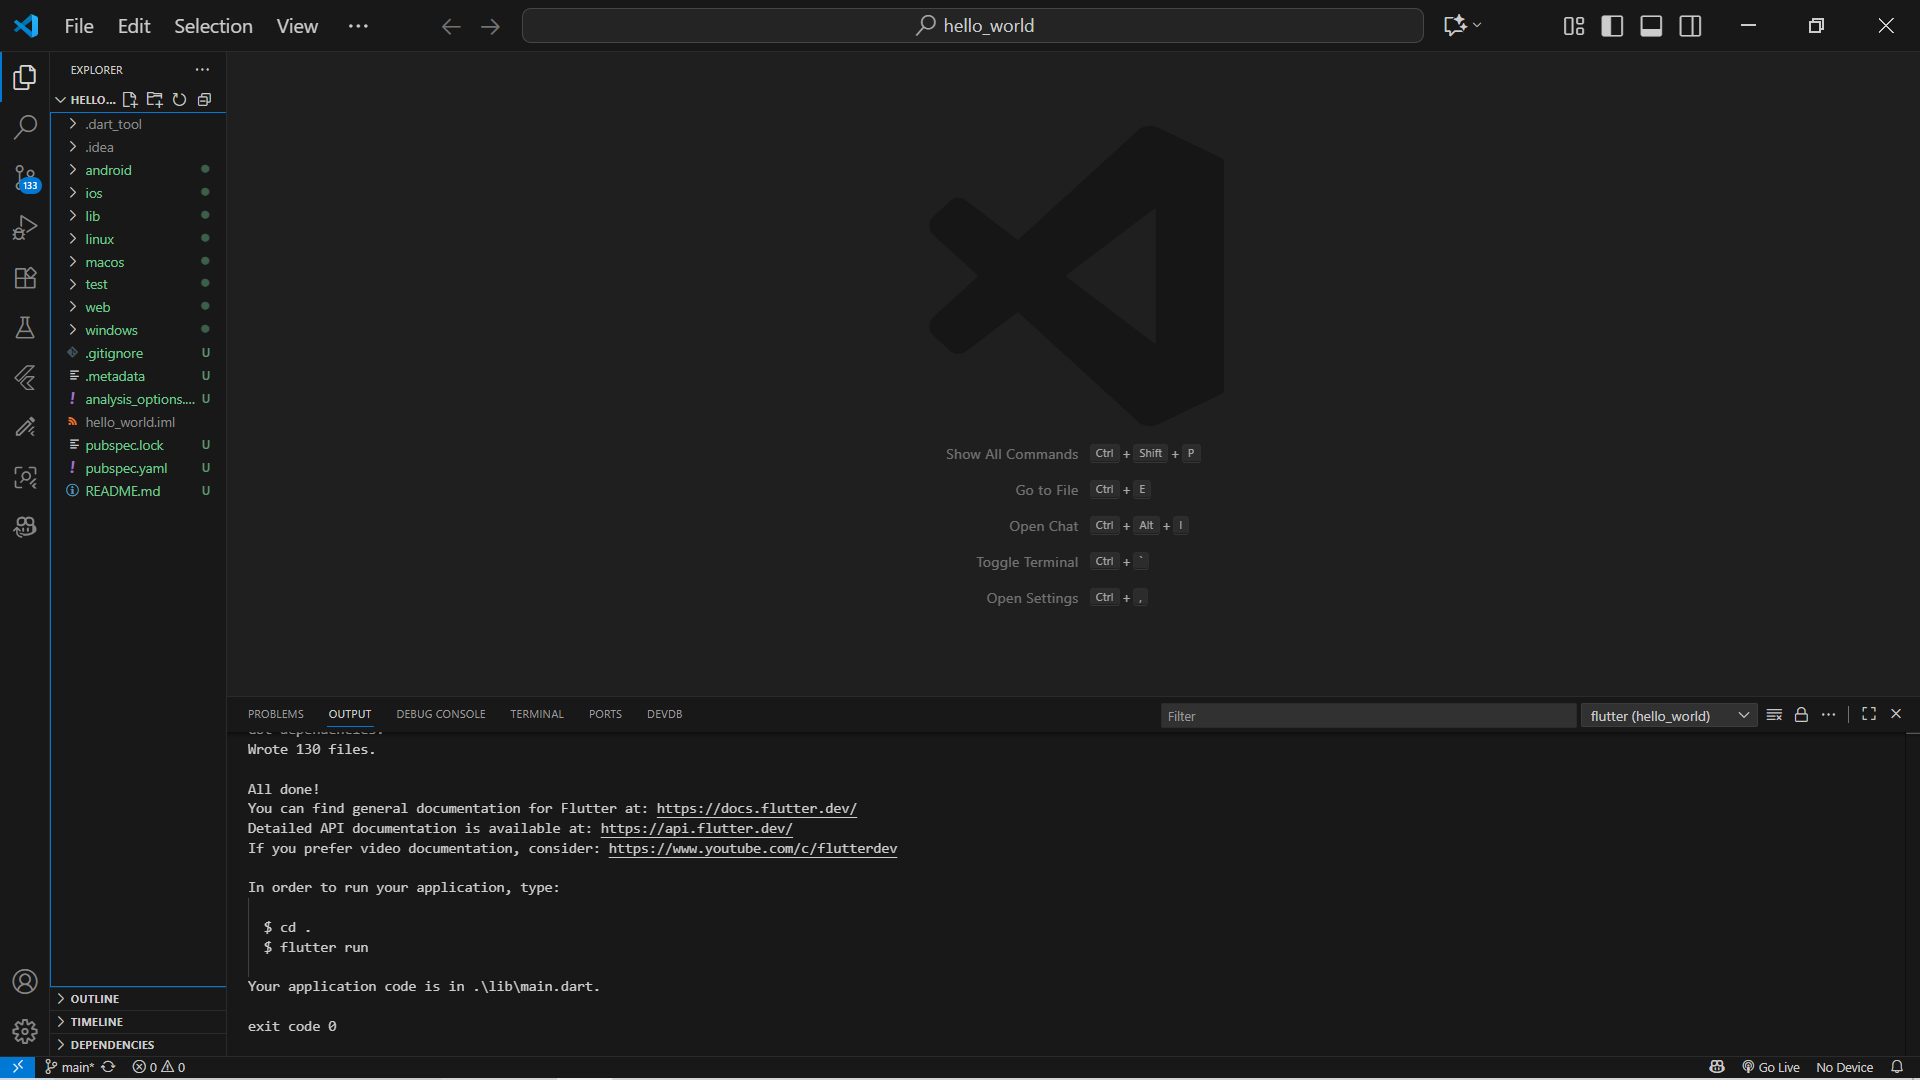 File Edit Selection View
hello_world
EXPLORER
HELLO...
.dart_tool
.idea
android
ios
lib
linux
macos
test
web
windows
.gitignore U
.metadata U
analysis_options.... U
hello_world.iml
pubspec.lock U
pubspec.yaml U
README.md U
133
OUTLINE
TIMELINE
DEPENDENCIES
Show All Commands Ctrl + Shift + P
Go to File Ctrl + E
Open Chat Ctrl + Alt + I
Toggle Terminal Ctrl + `
Open Settings Ctrl + ,
PROBLEMS OUTPUT DEBUG CONSOLE TERMINAL PORTS DEVDB
Filter
flutter (hello_world)
Got dependencies.
Wrote 130 files.
All done!
You can find general documentation for Flutter at: https://docs.flutter.dev/
Detailed API documentation is available at: https://api.flutter.dev/
If you prefer video documentation, consider: https://www.youtube.com/c/flutterdev
In order to run your application, type:
$ cd .
$ flutter run
Your application code is in .\lib\main.dart.
exit code 0
main* 0 0
Go Live No Device